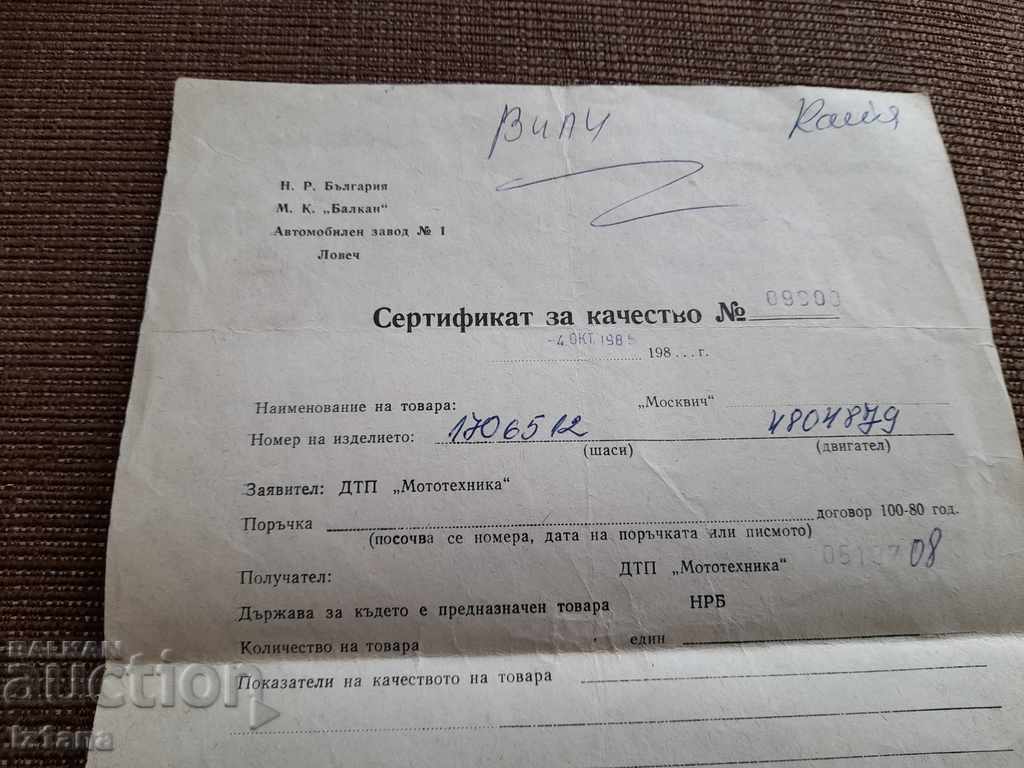 Вили
Н. Р. България
М. К. „Балкан"
Автомобилен завод № 1
Ловеч
Сертификат за качество №
-4. ОКТ. 1985 198...г.
Наименование на товара: „Москвич"
Номер на изделието: 1706512 4804879
(шаси) (двигател)
Заявител: ДТП „Мототехника"
Поръчка договор 100-80 год.
(посочва се номера, дата на поръчката или писмото)
08
Получател: ДТП „Мототехника"
Държава за където е предназначен товара НРБ
Количество на товара един
Показатели на качеството на товара
BALKAN
auction
izfana